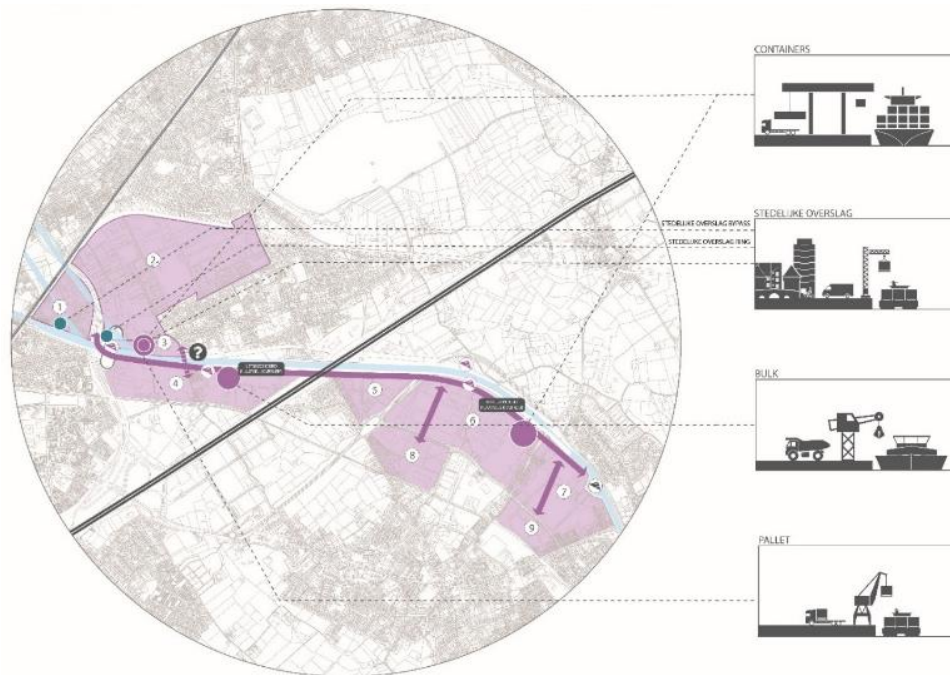 CONTAINERS
STEDELIJKE OVERSLAG
STEDELIJKE OVERSLAG BYPASS
STEDELIJKE OVERSLAG RING
BULK
PALLET
1
2
3
?
4
5
6
7
8
9